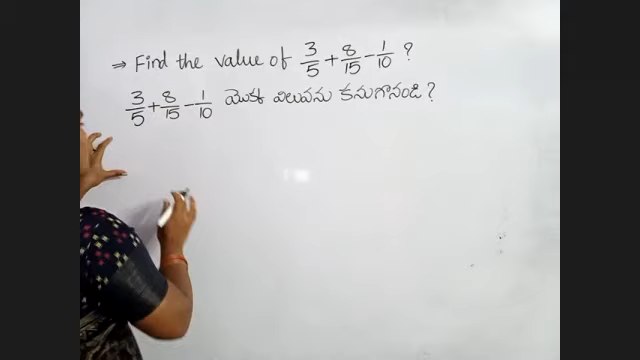 ⇒ Find the value of 3/5 + 8/15 - 1/10 ?
3/5 + 8/15 - 1/10 యొక్క విలువను కనుగొనండి ?